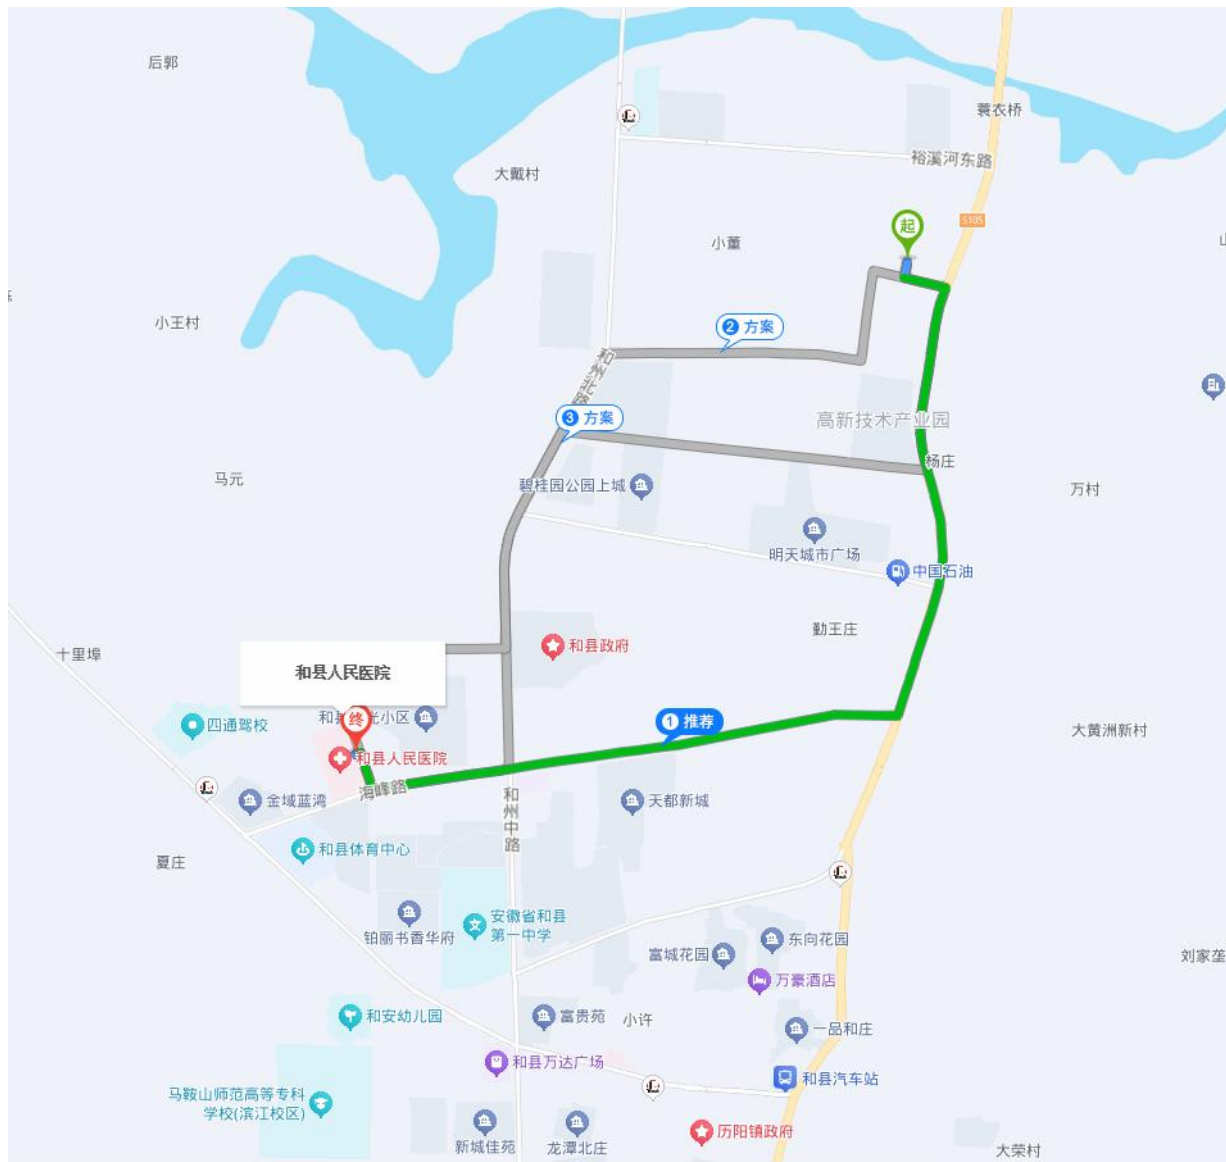 后郭
蓑衣桥
裕溪河东路
大戴村
S105
起
小董
小王村
2 方案
3 方案
高新技术产业园
杨庄
马元
碧桂园公园上城
万村
明天城市广场
中国石油
勤王庄
和县政府
十里埠
和县人民医院
四通驾校
终
光小区
1 推荐
大黄洲新村
和县人民医院
海峰路
金域蓝湾
和州中路
天都新城
夏庄
和县体育中心
铂丽书香华府
安徽省和县
第一中学
富城花园
东向花园
刘家垄
万豪酒店
和安幼儿园
富贵苑
小许
一品和庄
和县万达广场
和县汽车站
马鞍山师范高等专科
学校(滨江校区)
新城佳苑
龙潭北庄
历阳镇政府
大荣村